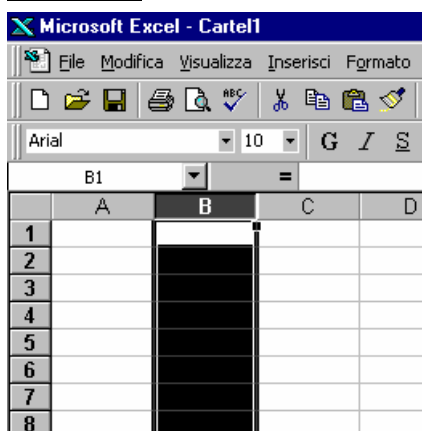 Microsoft Excel - Cartel1
File Modifica Visualizza Inserisci Formato
ABC
Arial 10 G I S
B1 =
A B C D
1
2
3
4
5
6
7
8